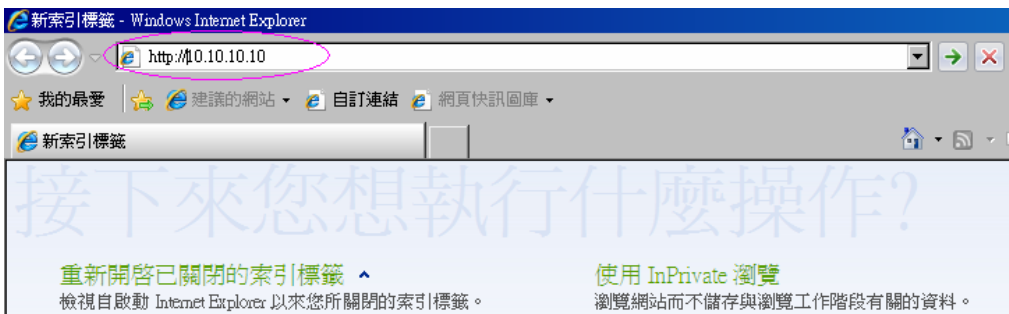 新索引標籤 - Windows Internet Explorer
http://10.10.10.10
我的最愛 建議的網站 自訂連結 網頁快訊圖庫
新索引標籤
接下來您想執行什麼操作?
重新開啟已關閉的索引標籤
使用 InPrivate 瀏覽
檢視自啟動 Internet Explorer 以來您所關閉的索引標籤。
瀏覽網站而不儲存與瀏覽工作階段有關的資料。